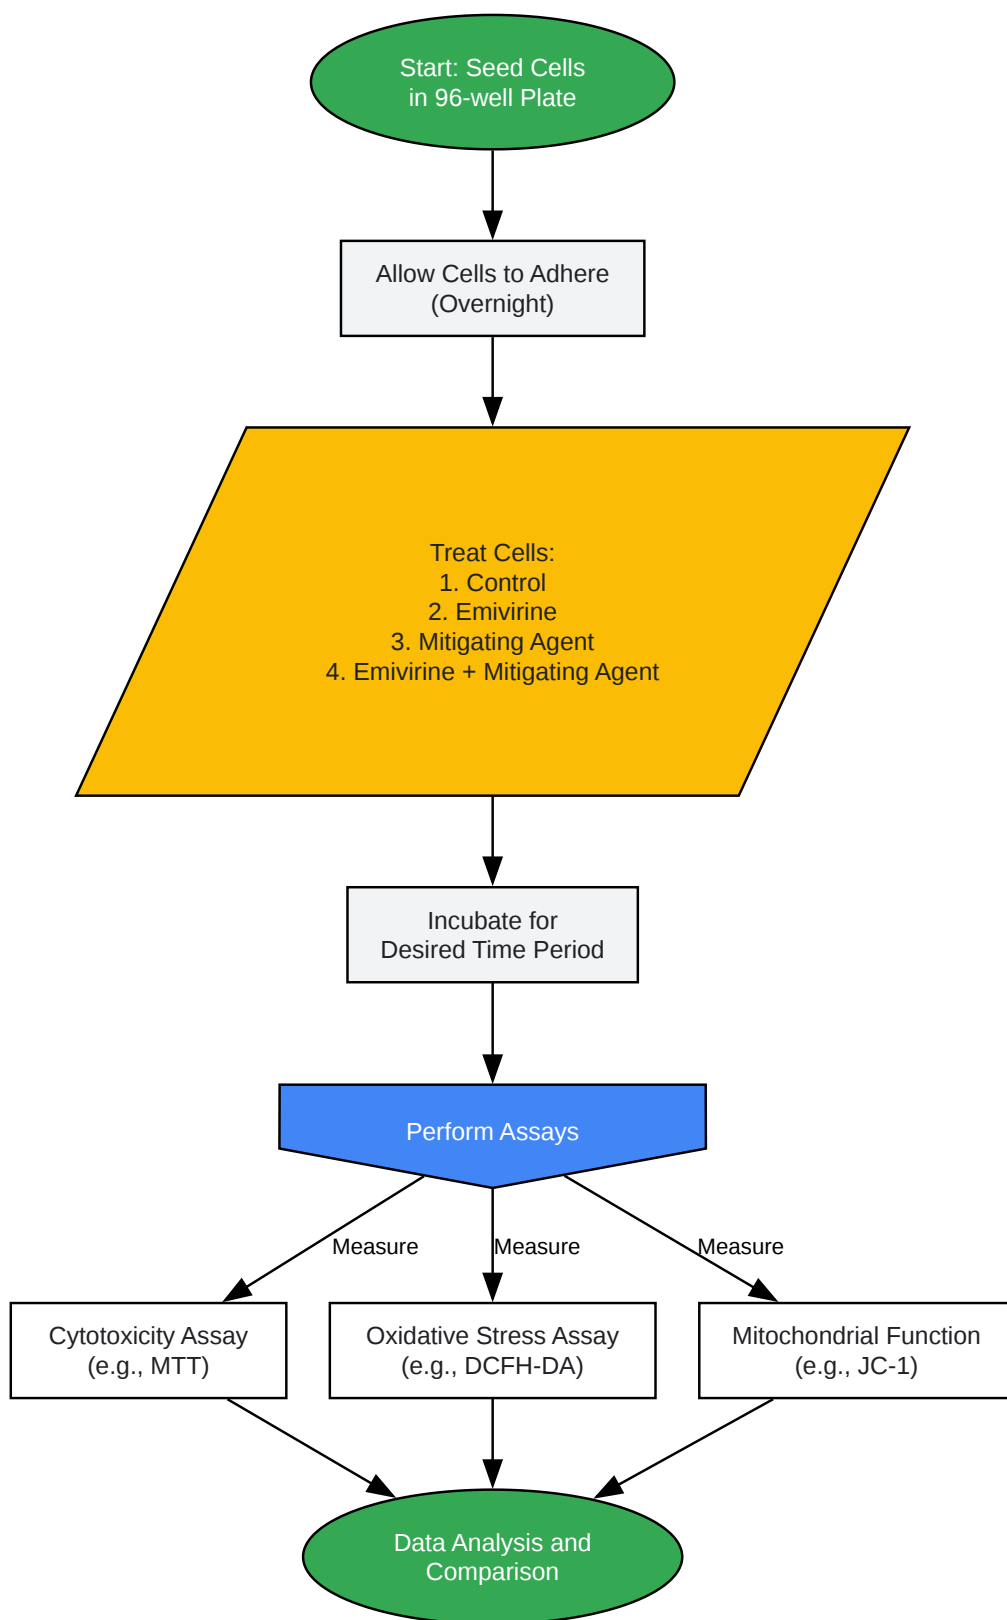 Start: Seed Cells
in 96-well Plate
Allow Cells to Adhere
(Overnight)
Treat Cells:
1. Control
2. Emivirine
3. Mitigating Agent
4. Emivirine + Mitigating Agent
Incubate for
Desired Time Period
Perform Assays
Measure
Measure
Measure
Cytotoxicity Assay
(e.g., MTT)
Oxidative Stress Assay
(e.g., DCFH-DA)
Mitochondrial Function
(e.g., JC-1)
Data Analysis and
Comparison